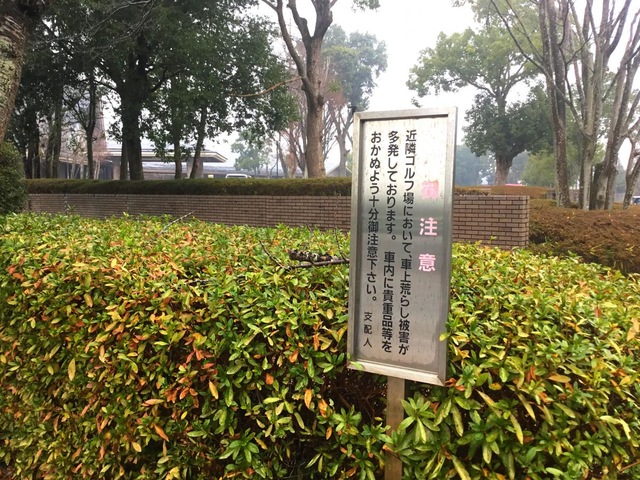 御注意
近隣ゴルフ場において、車上荒らし被害が
多発しております。車内に貴重品等を
おかぬよう十分御注意下さい。
支配人